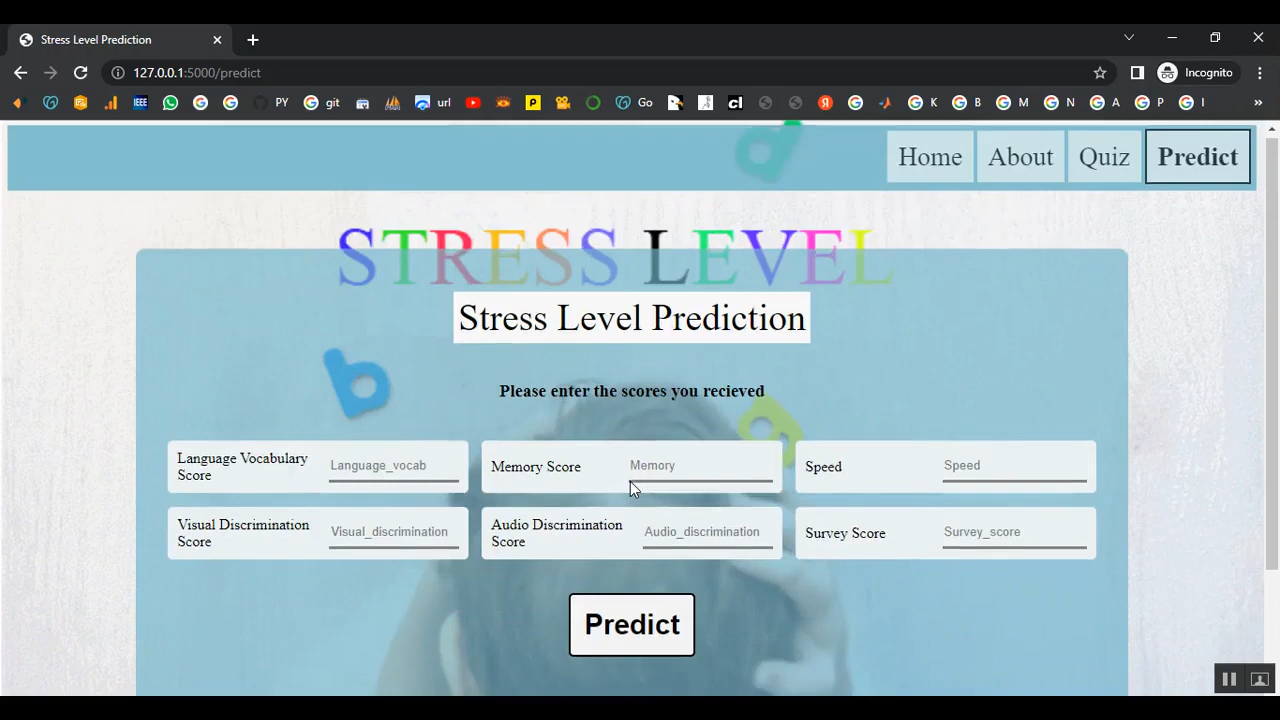 Stress Level Prediction
127.0.0.1:5000/predict
Incognito
IEEE
PY
git
url
P
Go
cl
Я
K
B
M
N
A
P
I
Home
About
Quiz
Predict
STRESS LEVEL
Stress Level Prediction
Please enter the scores you recieved
Language Vocabulary
Score
Language_vocab
Memory Score
Memory
Speed
Speed
Visual Discrimination
Score
Visual_discrimination
Audio Discrimination
Score
Audio_discrimination
Survey Score
Survey_score
Predict